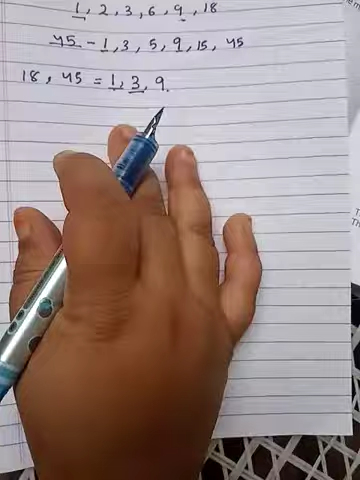 1, 2, 3, 6, 9, 18
45 - 1, 3, 5, 9, 15, 45
18, 45 = 1, 3, 9.